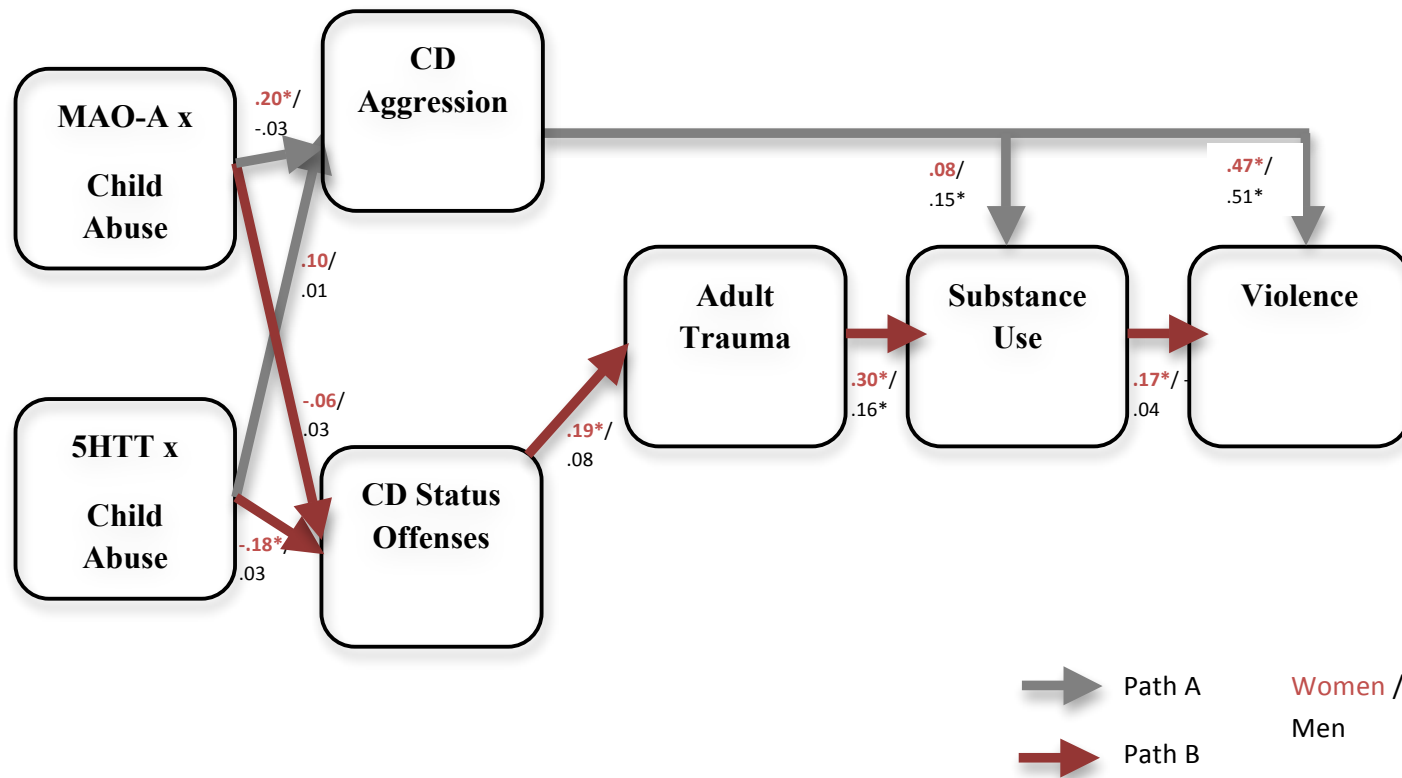 MAO-A x
Child
Abuse
.20*/
-.03
CD
Aggression
.08/
.15*
.47*/
.51*
.10/
.01
-.06/
.03
5HTT x
Child
Abuse
-.18*/
.03
CD Status
Offenses
.19*/
.08
Adult
Trauma
.30*/
.16*
Substance
Use
.17*/ -
.04
Violence
Path A
Path B
Women /
Men